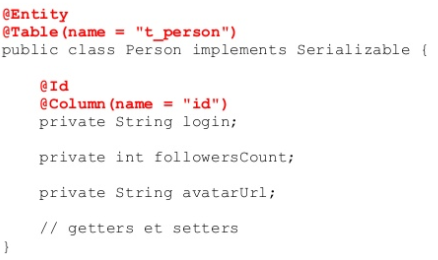 @Entity
@Table(name = "t_person")
public class Person implements Serializable {
@Id
@Column(name = "id")
private String login;
private int followersCount;
private String avatarUrl;
// getters et setters
}